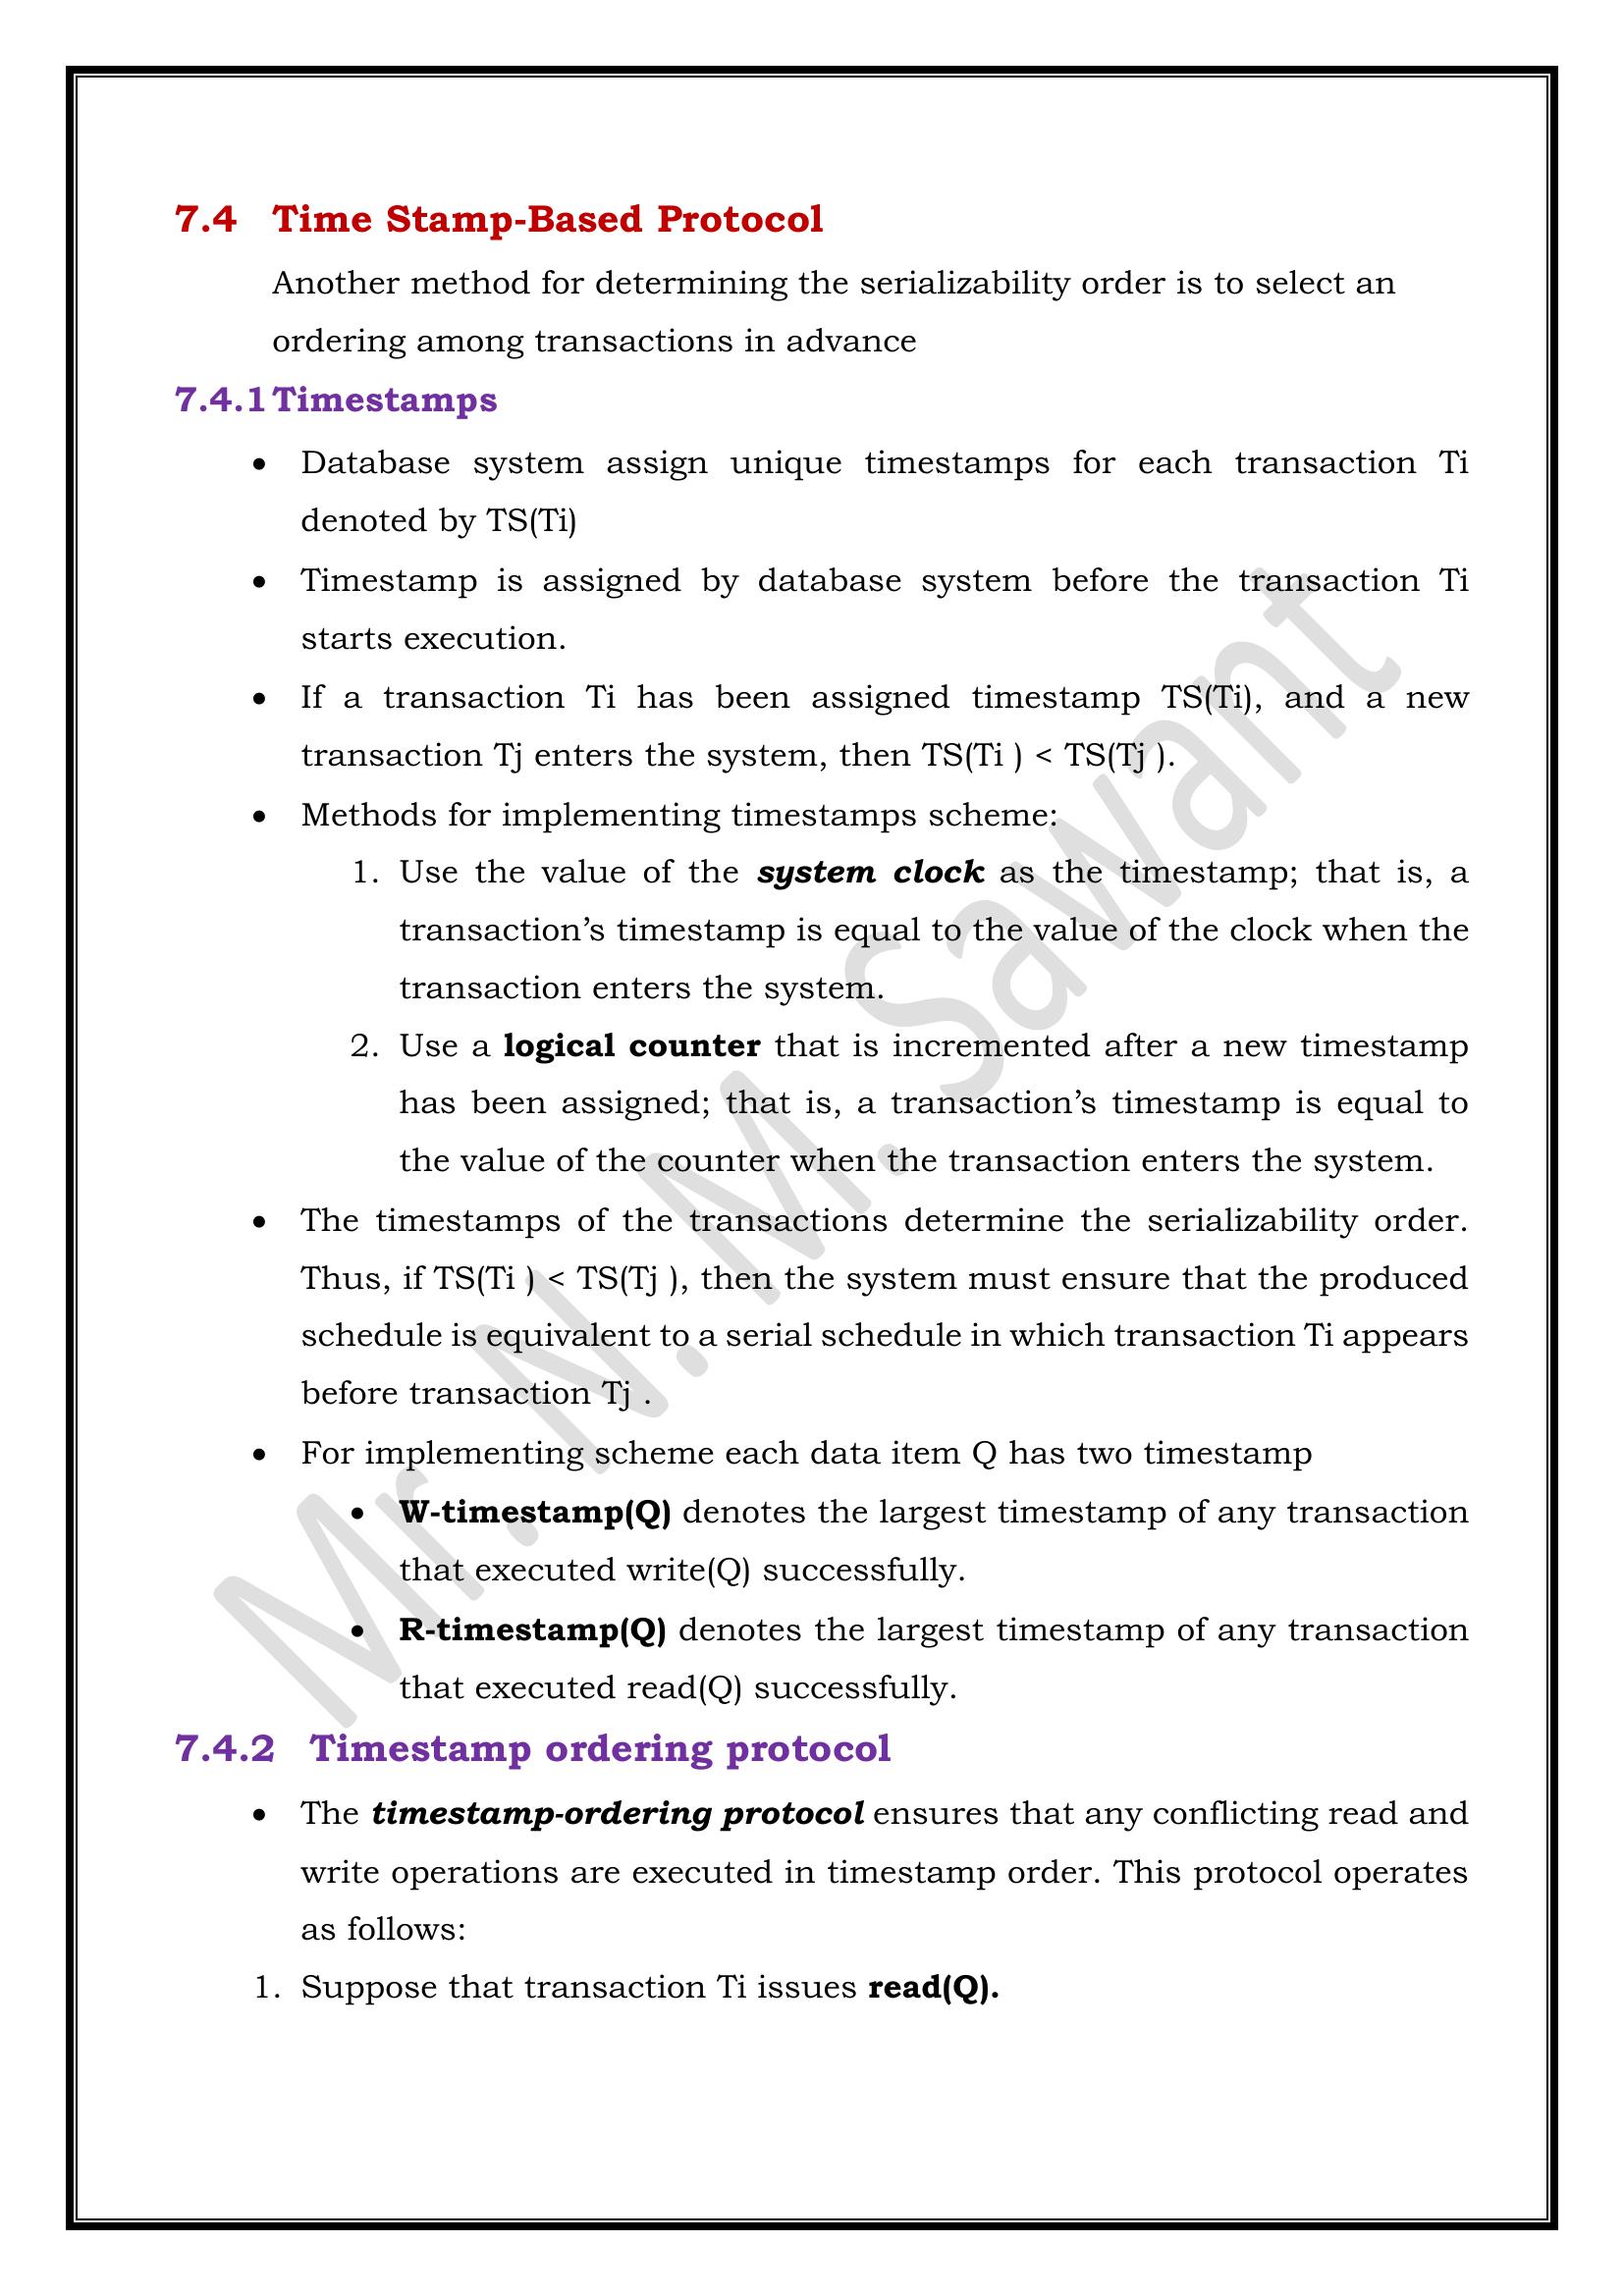 7.4 Time Stamp-Based Protocol
Another method for determining the serializability order is to select an
ordering among transactions in advance
7.4.1 Timestamps
• Database system assign unique timestamps for each transaction Ti
denoted by TS(Ti)
• Timestamp is assigned by database system before the transaction Ti
starts execution.
• If a transaction Ti has been assigned timestamp TS(Ti), and a new
transaction Tj enters the system, then TS(Ti ) < TS(Tj ).
• Methods for implementing timestamps scheme:
1. Use the value of the system clock as the timestamp; that is, a
transaction’s timestamp is equal to the value of the clock when the
transaction enters the system.
2. Use a logical counter that is incremented after a new timestamp
has been assigned; that is, a transaction’s timestamp is equal to
the value of the counter when the transaction enters the system.
• The timestamps of the transactions determine the serializability order.
Thus, if TS(Ti ) < TS(Tj ), then the system must ensure that the produced
schedule is equivalent to a serial schedule in which transaction Ti appears
before transaction Tj .
• For implementing scheme each data item Q has two timestamp
• W-timestamp(Q) denotes the largest timestamp of any transaction
that executed write(Q) successfully.
• R-timestamp(Q) denotes the largest timestamp of any transaction
that executed read(Q) successfully.
7.4.2 Timestamp ordering protocol
• The timestamp-ordering protocol ensures that any conflicting read and
write operations are executed in timestamp order. This protocol operates
as follows:
1. Suppose that transaction Ti issues read(Q).
Mr. N. M. Sawant